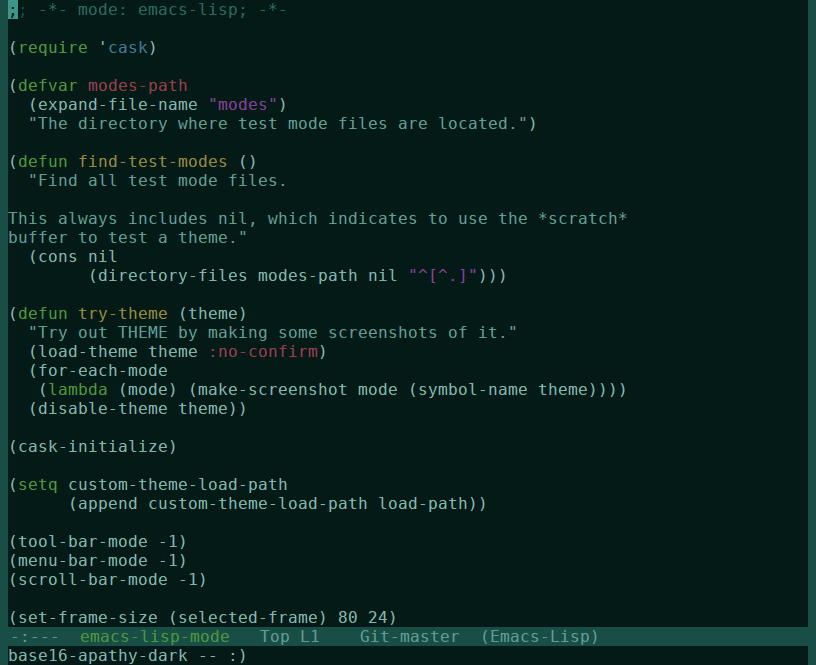 ;; -*- mode: emacs-lisp; -*-

(require 'cask)

(defvar modes-path
  (expand-file-name "modes")
  "The directory where test mode files are located.")

(defun find-test-modes ()
  "Find all test mode files.

This always includes nil, which indicates to use the *scratch*
buffer to test a theme."
  (cons nil
        (directory-files modes-path nil "^[^.]")))

(defun try-theme (theme)
  "Try out THEME by making some screenshots of it."
  (load-theme theme :no-confirm)
  (for-each-mode
   (lambda (mode) (make-screenshot mode (symbol-name theme))))
  (disable-theme theme))

(cask-initialize)

(setq custom-theme-load-path
      (append custom-theme-load-path load-path))

(tool-bar-mode -1)
(menu-bar-mode -1)
(scroll-bar-mode -1)

(set-frame-size (selected-frame) 80 24)
-:---  emacs-lisp-mode   Top L1    Git-master  (Emacs-Lisp)
base16-apathy-dark -- :)